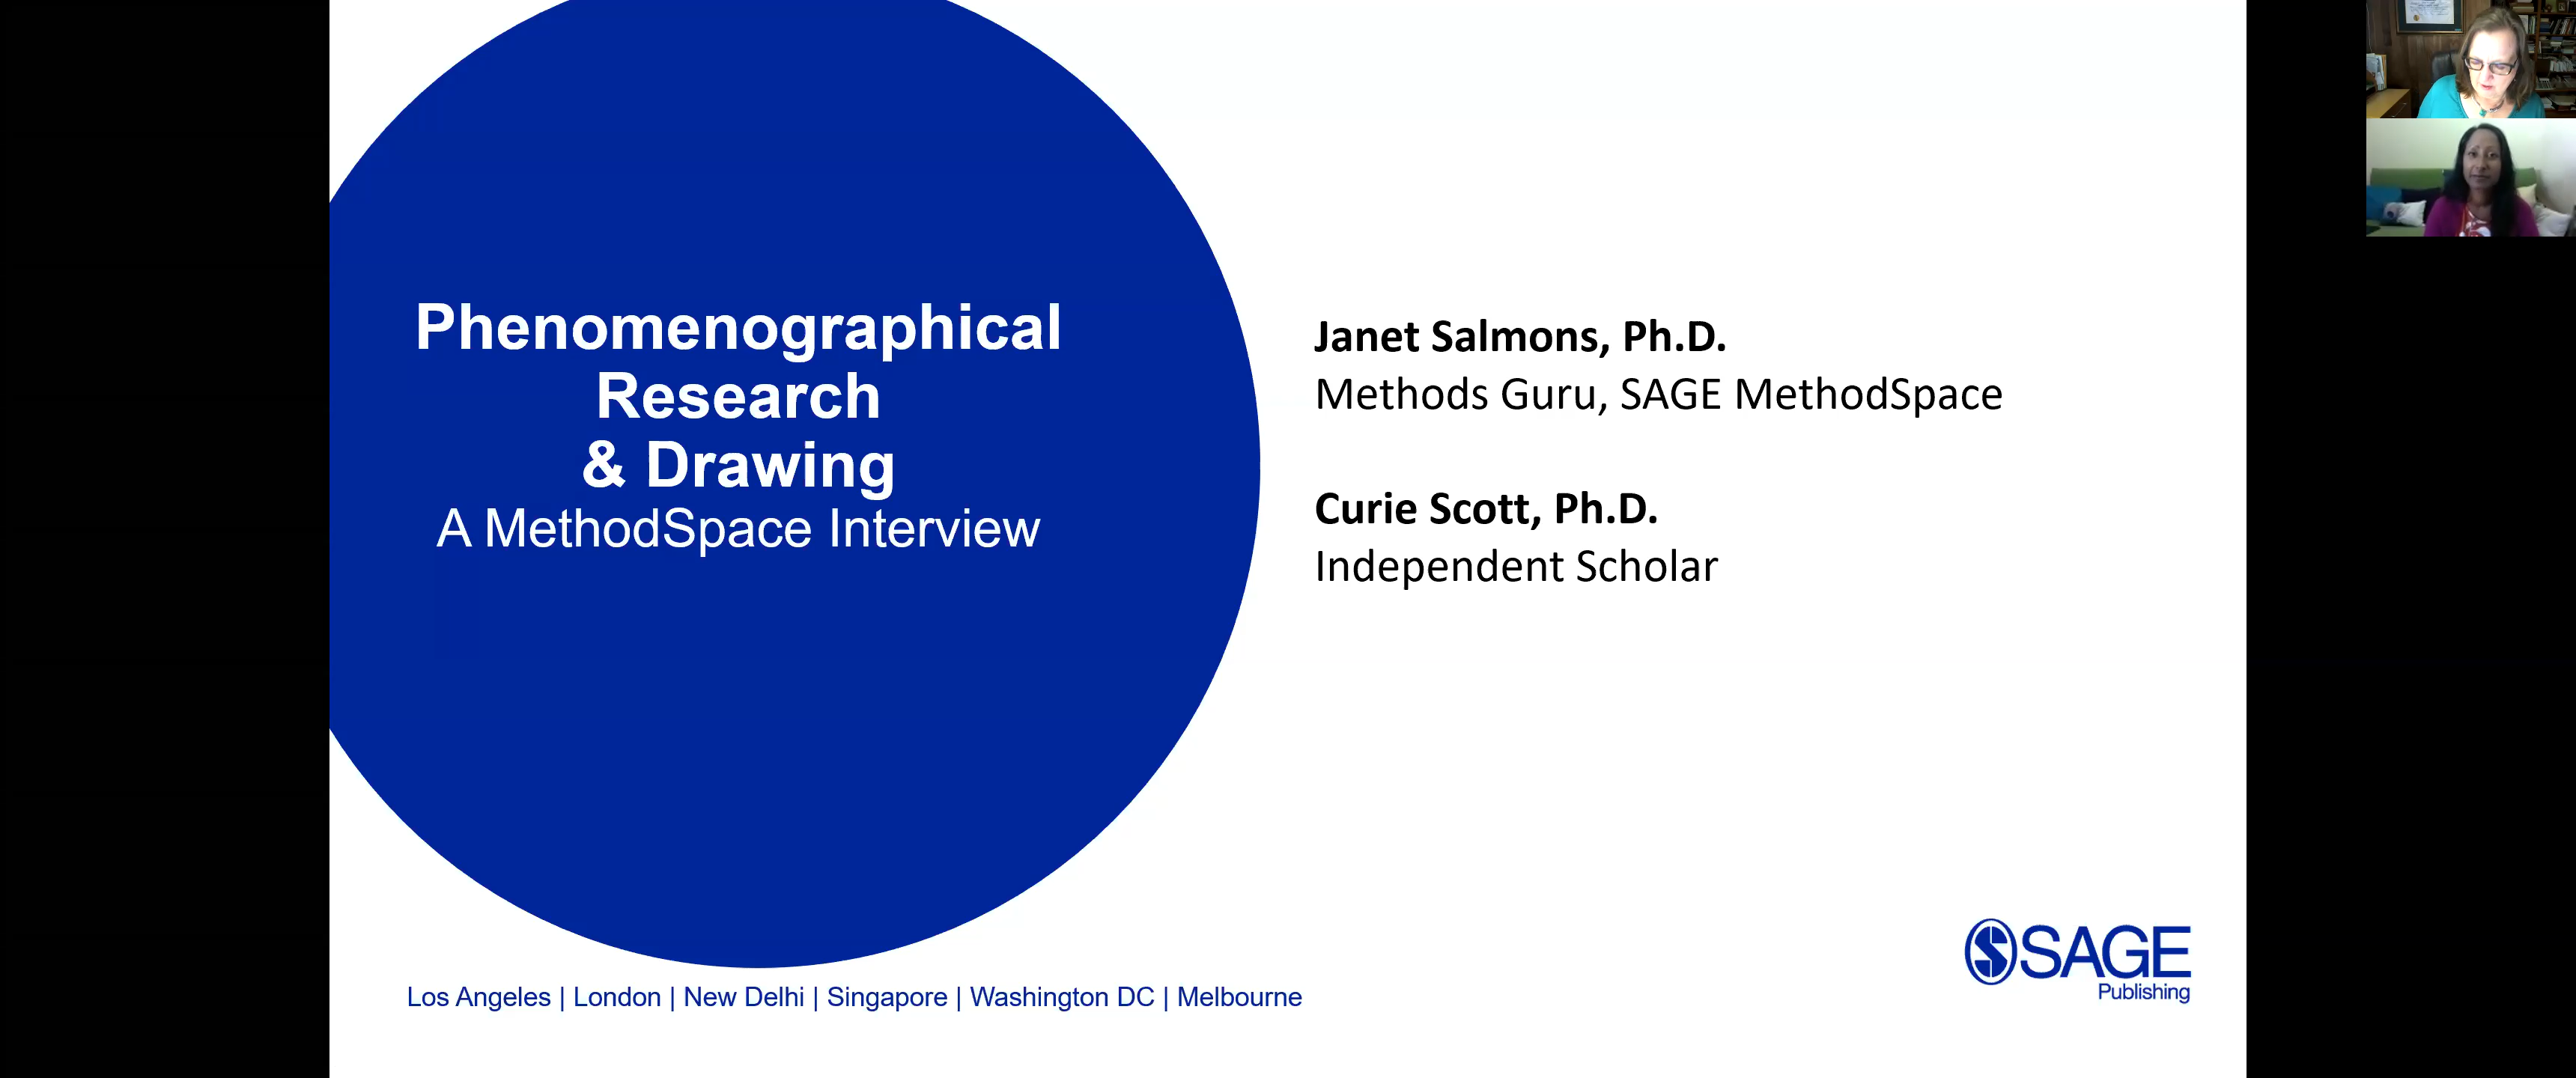 Phenomenographical
Research
& Drawing
A MethodSpace Interview
Janet Salmons, Ph.D.
Methods Guru, SAGE MethodSpace
Curie Scott, Ph.D.
Independent Scholar
Los Angeles | London | New Delhi | Singapore | Washington DC | Melbourne
SAGE
Publishing